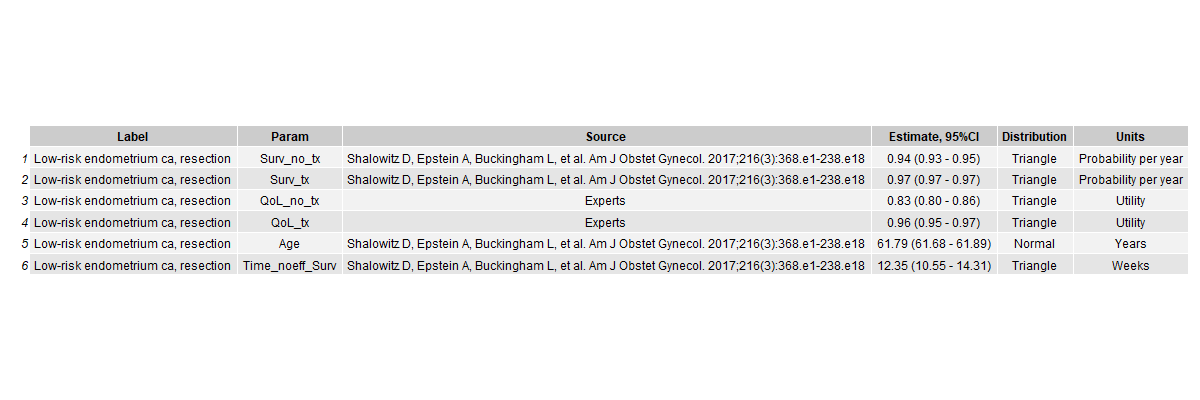 Label Param Source Estimate, 95%CI Distribution Units
1 Low-risk endometrium ca, resection Surv_no_tx Shalowitz D, Epstein A, Buckingham L, et al. Am J Obstet Gynecol. 2017;216(3):368.e1-238.e18 0.94 (0.93 - 0.95) Triangle Probability per year
2 Low-risk endometrium ca, resection Surv_tx Shalowitz D, Epstein A, Buckingham L, et al. Am J Obstet Gynecol. 2017;216(3):368.e1-238.e18 0.97 (0.97 - 0.97) Triangle Probability per year
3 Low-risk endometrium ca, resection QoL_no_tx Experts 0.83 (0.80 - 0.86) Triangle Utility
4 Low-risk endometrium ca, resection QoL_tx Experts 0.96 (0.95 - 0.97) Triangle Utility
5 Low-risk endometrium ca, resection Age Shalowitz D, Epstein A, Buckingham L, et al. Am J Obstet Gynecol. 2017;216(3):368.e1-238.e18 61.79 (61.68 - 61.89) Normal Years
6 Low-risk endometrium ca, resection Time_noeff_Surv Shalowitz D, Epstein A, Buckingham L, et al. Am J Obstet Gynecol. 2017;216(3):368.e1-238.e18 12.35 (10.55 - 14.31) Triangle Weeks